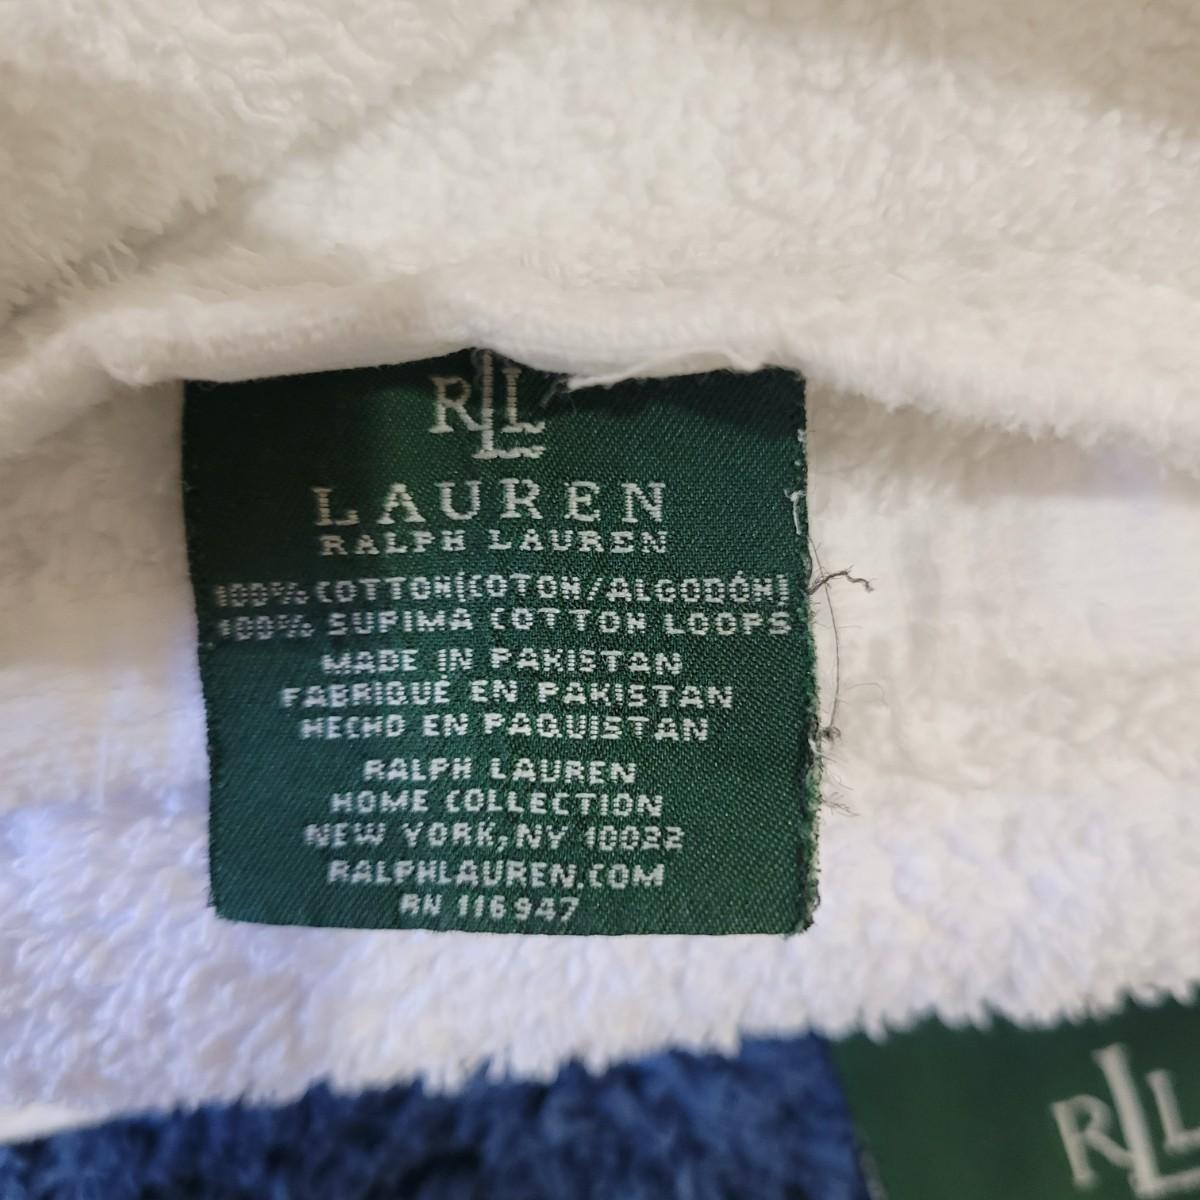 RLL
LAUREN
RALPH LAUREN
100% COTTON(COTON/ALGODÓN)
100% SUPIMA COTTON LOOPS
MADE IN PAKISTAN
FABRIQUÉ EN PAKISTAN
HECHO EN PAQUISTAN
RALPH LAUREN
HOME COLLECTION
NEW YORK, NY 10022
RALPHLAUREN.COM
RN 116947
RLL